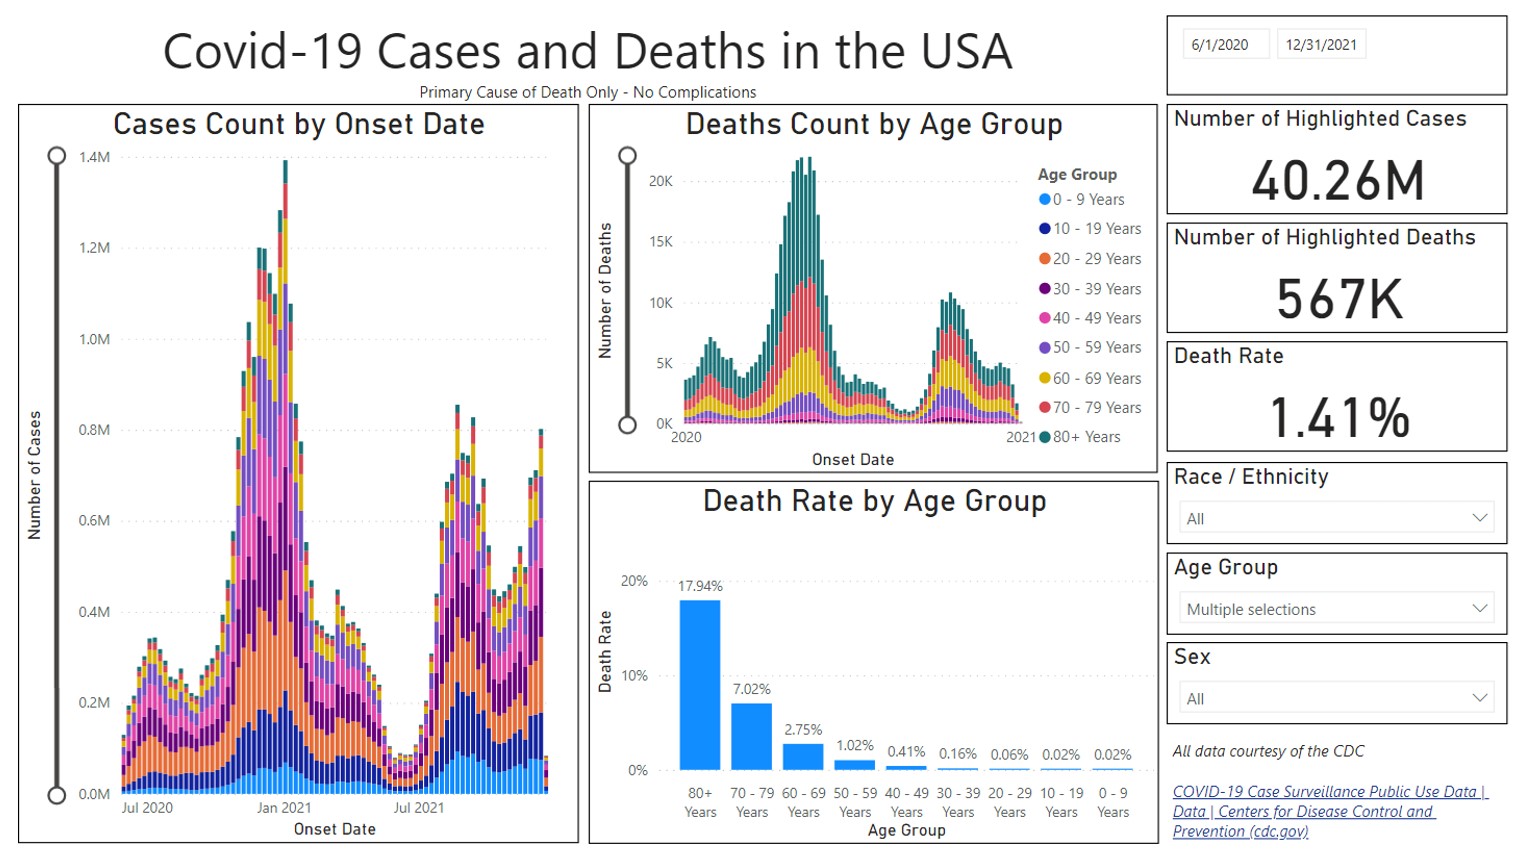 Covid-19 Cases and Deaths in the USA
Primary Cause of Death Only - No Complications
6/1/2020 12/31/2021
Cases Count by Onset Date
Number of Cases
1.4M
1.2M
1.0M
0.8M
0.6M
0.4M
0.2M
0.0M
Jul 2020 Jan 2021 Jul 2021
Onset Date
Deaths Count by Age Group
Number of Deaths
20K
15K
10K
5K
0K
2020 2021
Onset Date
Age Group
0 - 9 Years
10 - 19 Years
20 - 29 Years
30 - 39 Years
40 - 49 Years
50 - 59 Years
60 - 69 Years
70 - 79 Years
80+ Years
Death Rate by Age Group
Death Rate
20%
10%
0%
17.94%
7.02%
2.75%
1.02%
0.41%
0.16%
0.06%
0.02%
0.02%
80+ 70 - 79 60 - 69 50 - 59 40 - 49 30 - 39 20 - 29 10 - 19 0 - 9
Years Years Years Years Years Years Years Years Years
Age Group
Number of Highlighted Cases
40.26M
Number of Highlighted Deaths
567K
Death Rate
1.41%
Race / Ethnicity
All
Age Group
Multiple selections
Sex
All
All data courtesy of the CDC
COVID-19 Case Surveillance Public Use Data |
Data | Centers for Disease Control and
Prevention (cdc.gov)